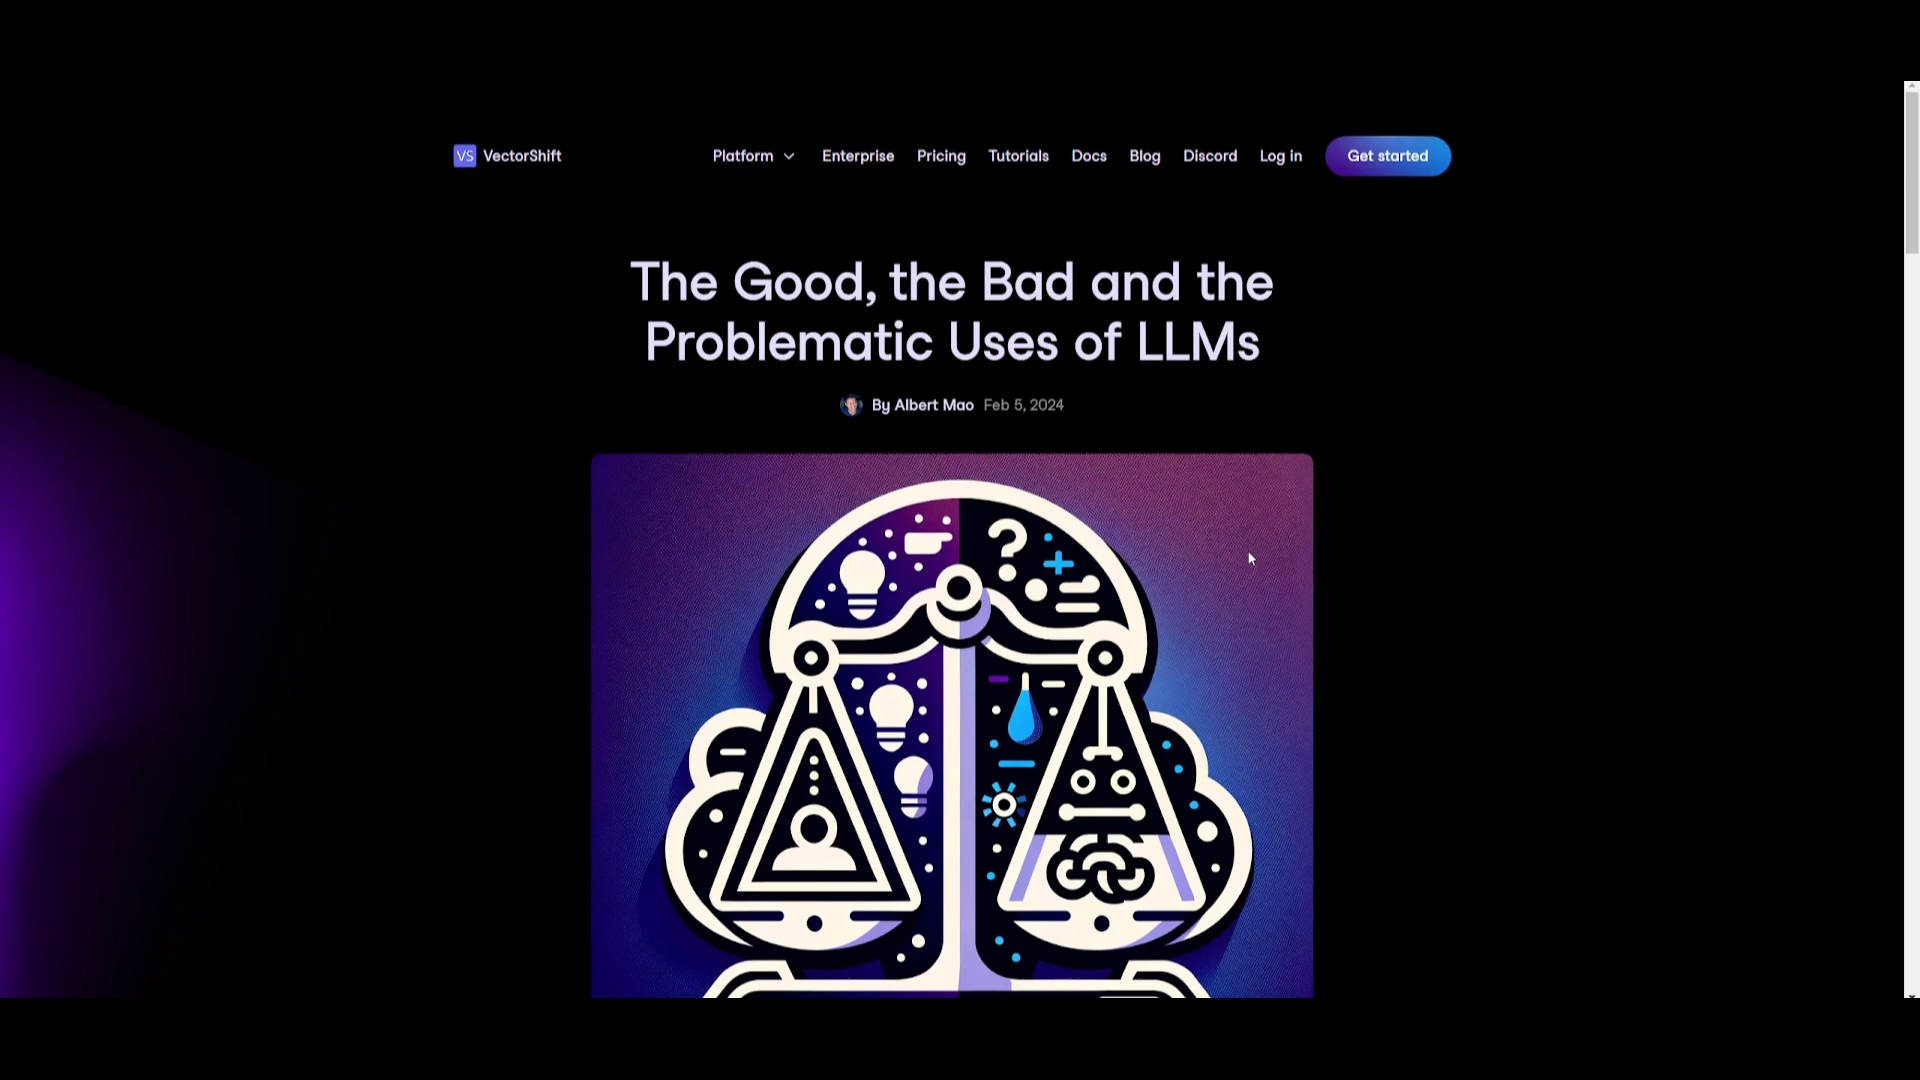 VS VectorShift
Platform Enterprise Pricing Tutorials Docs Blog Discord Log in Get started
The Good, the Bad and the
Problematic Uses of LLMs
By Albert Mao Feb 5, 2024
?